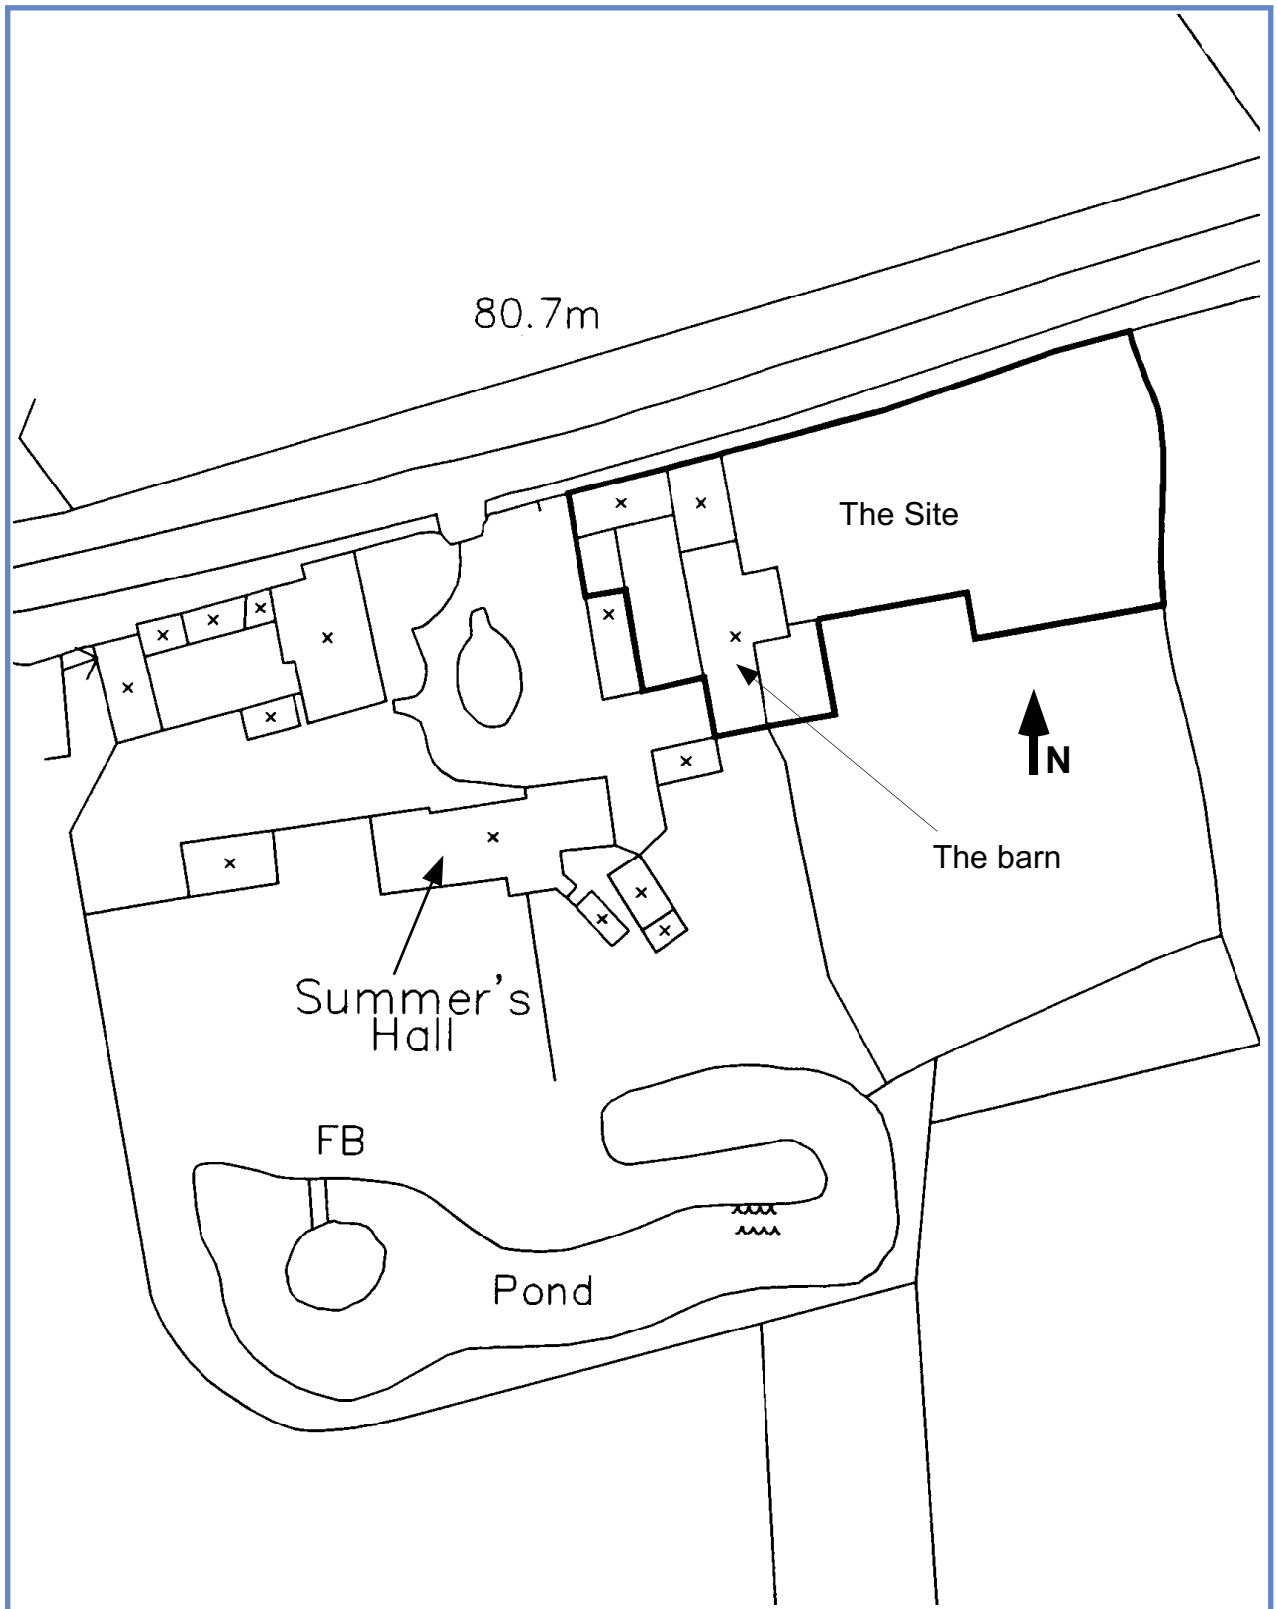 80.7m
The Site
N
The barn
Summer's
Hall
FB
Pond